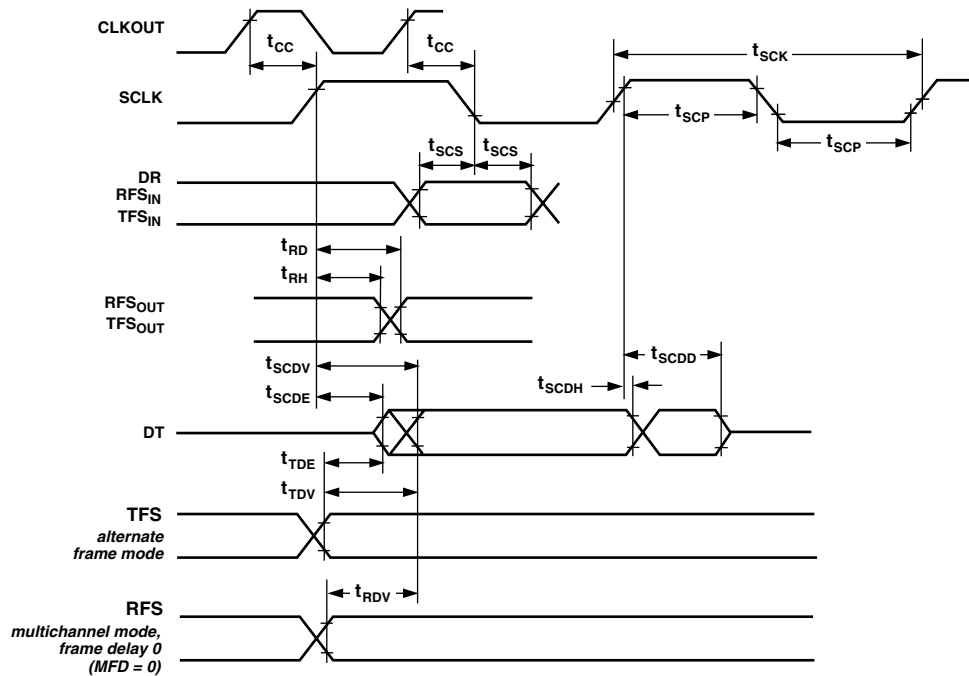 CLKOUT
tCC
tCC
tSCK
SCLK
tSCP
tSCP
tSCS
tSCS
DR
RFSIN
TFSIN
tRD
tRH
RFSOUT
TFSOUT
tSCDV
tSCDD
tSCDE
tSCDH
DT
tTDE
tTDV
TFS
alternate
frame mode
tRDV
RFS
multichannel mode,
frame delay 0
(MFD = 0)